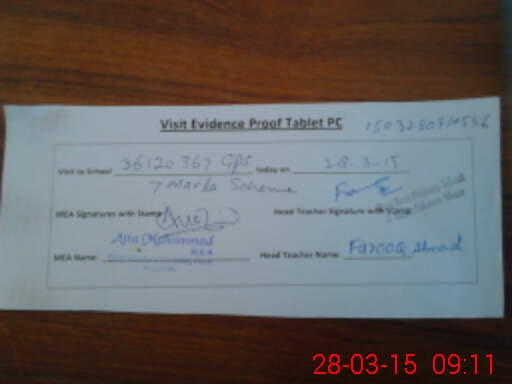 Visit Evidence Proof Tablet PC
Visit to School 36120367 GPS today on 28-3-15
7 Marla Scheme
MEA Signatures with Stamp: Head Teacher Signature with Stamp:
Atta Muhammad
MEA
MEA Name: Head Teacher Name: Farooq Ahmad
28-03-15 09:11